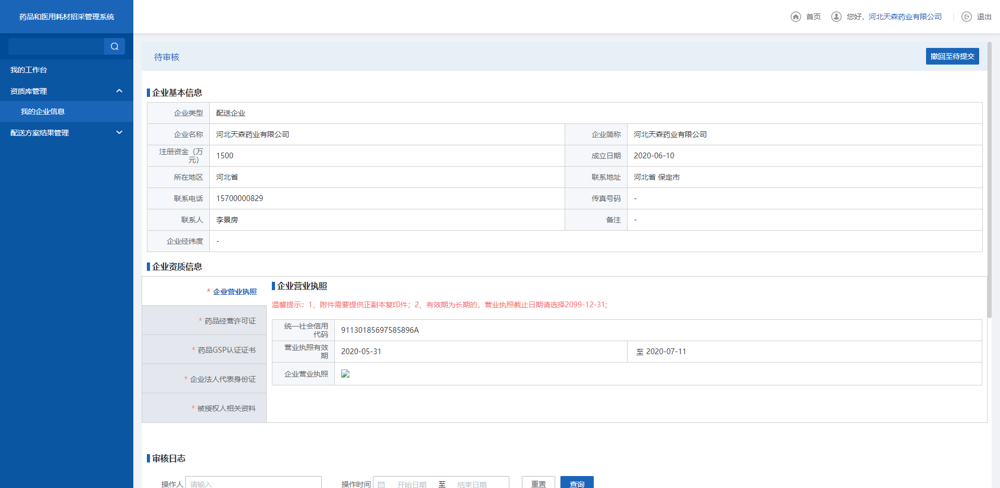 药品和医用耗材招采管理系统
首页
您好，河北天森药业有限公司
退出
我的工作台
资质库管理
我的企业信息
配送方案结果管理
待审核
撤回至待提交
企业基本信息
企业类型 配送企业
企业名称 河北天森药业有限公司 企业简称 河北天森药业有限公司
注册资金（万
元） 1500 成立日期 2020-06-10
所在地区 河北省 联系地址 河北省 保定市
联系电话 15700000829 传真号码 -
联系人 李景房 备注 -
企业经纬度 -
企业资质信息
* 企业营业执照
* 药品经营许可证
* 药品GSP认证证书
* 企业法人代表身份证
* 被授权人相关资料
企业营业执照
温馨提示：1、附件需要提供正副本复印件；2、有效期为长期的，营业执照截止日期请选择2099-12-31;
统一社会信用
代码 91130185697585896A
营业执照有效
期 2020-05-31 至 2020-07-11
企业营业执照
审核日志
操作人 请输入 操作时间 开始日期 至 结束日期 重置 查询